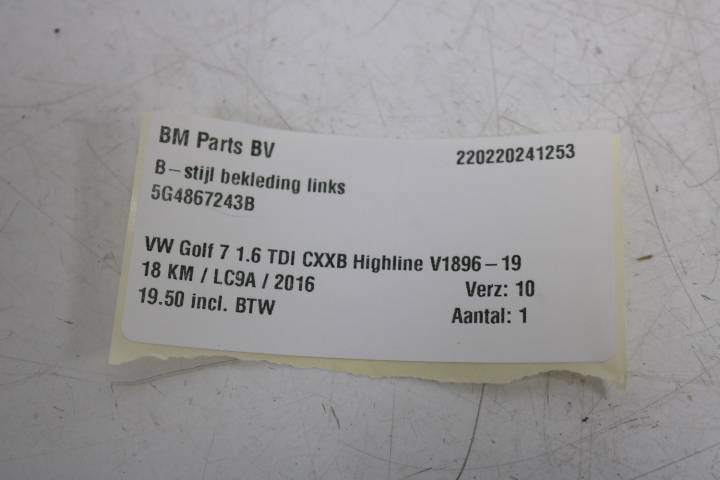 BM Parts BV 220220241253
B-stijl bekleding links
5G4867243B
VW Golf 7 1.6 TDI CXXB Highline V1896-19
18 KM / LC9A / 2016 Verz: 10
19.50 incl. BTW Aantal: 1